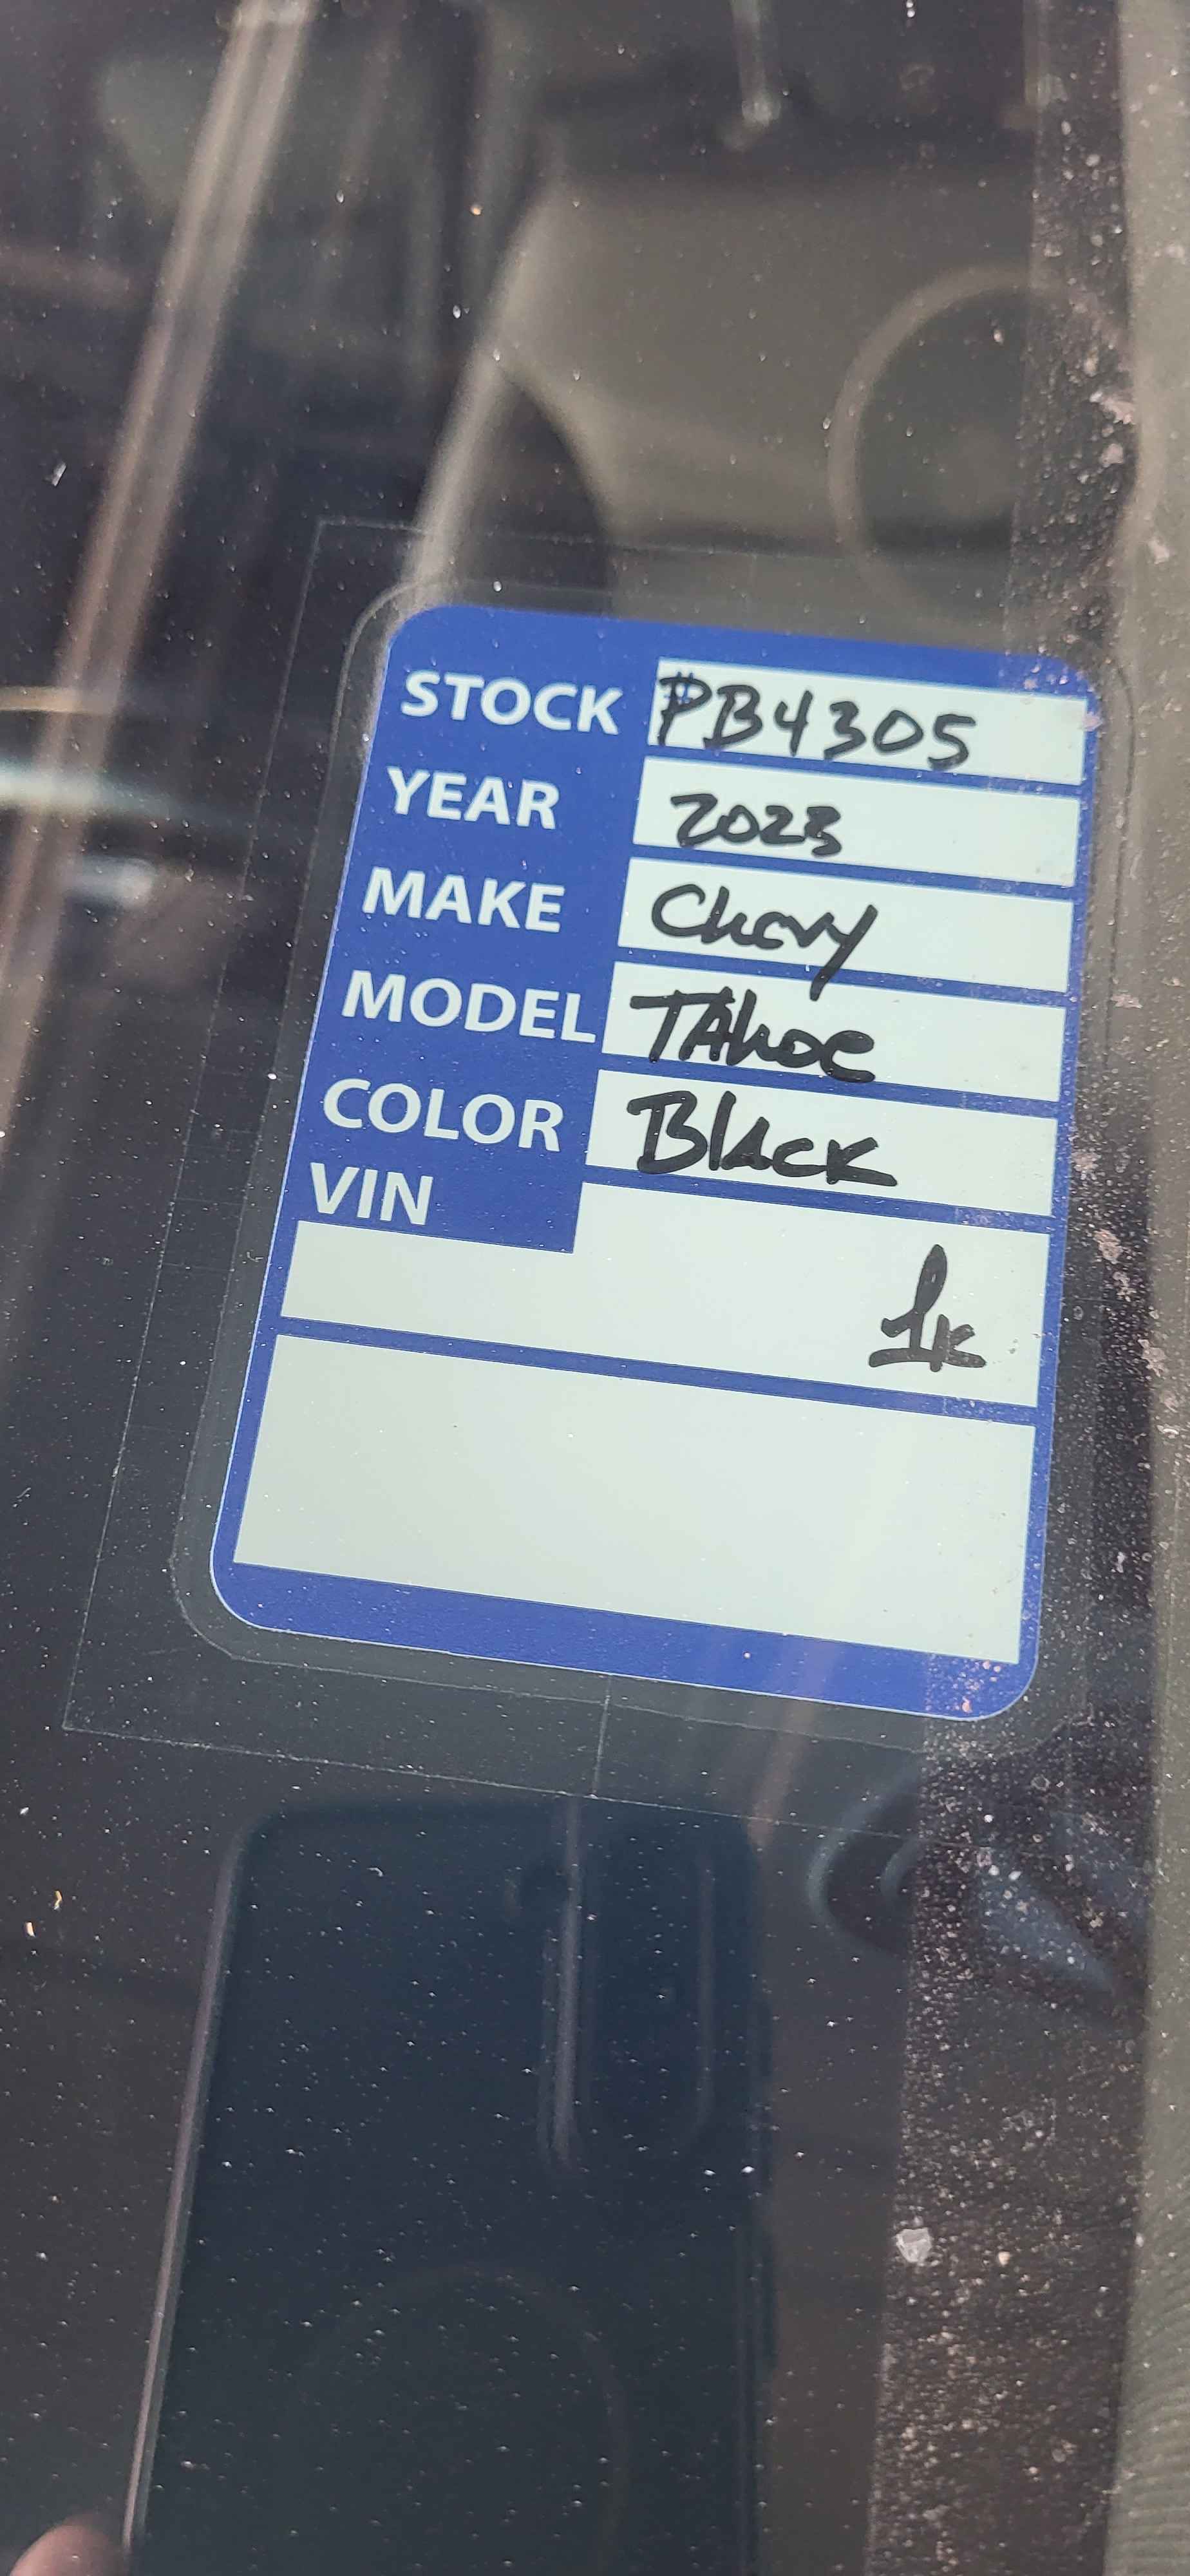 STOCK PB4305
YEAR 2023
MAKE Chevy
MODEL TAhoe
COLOR Black
VIN
1k